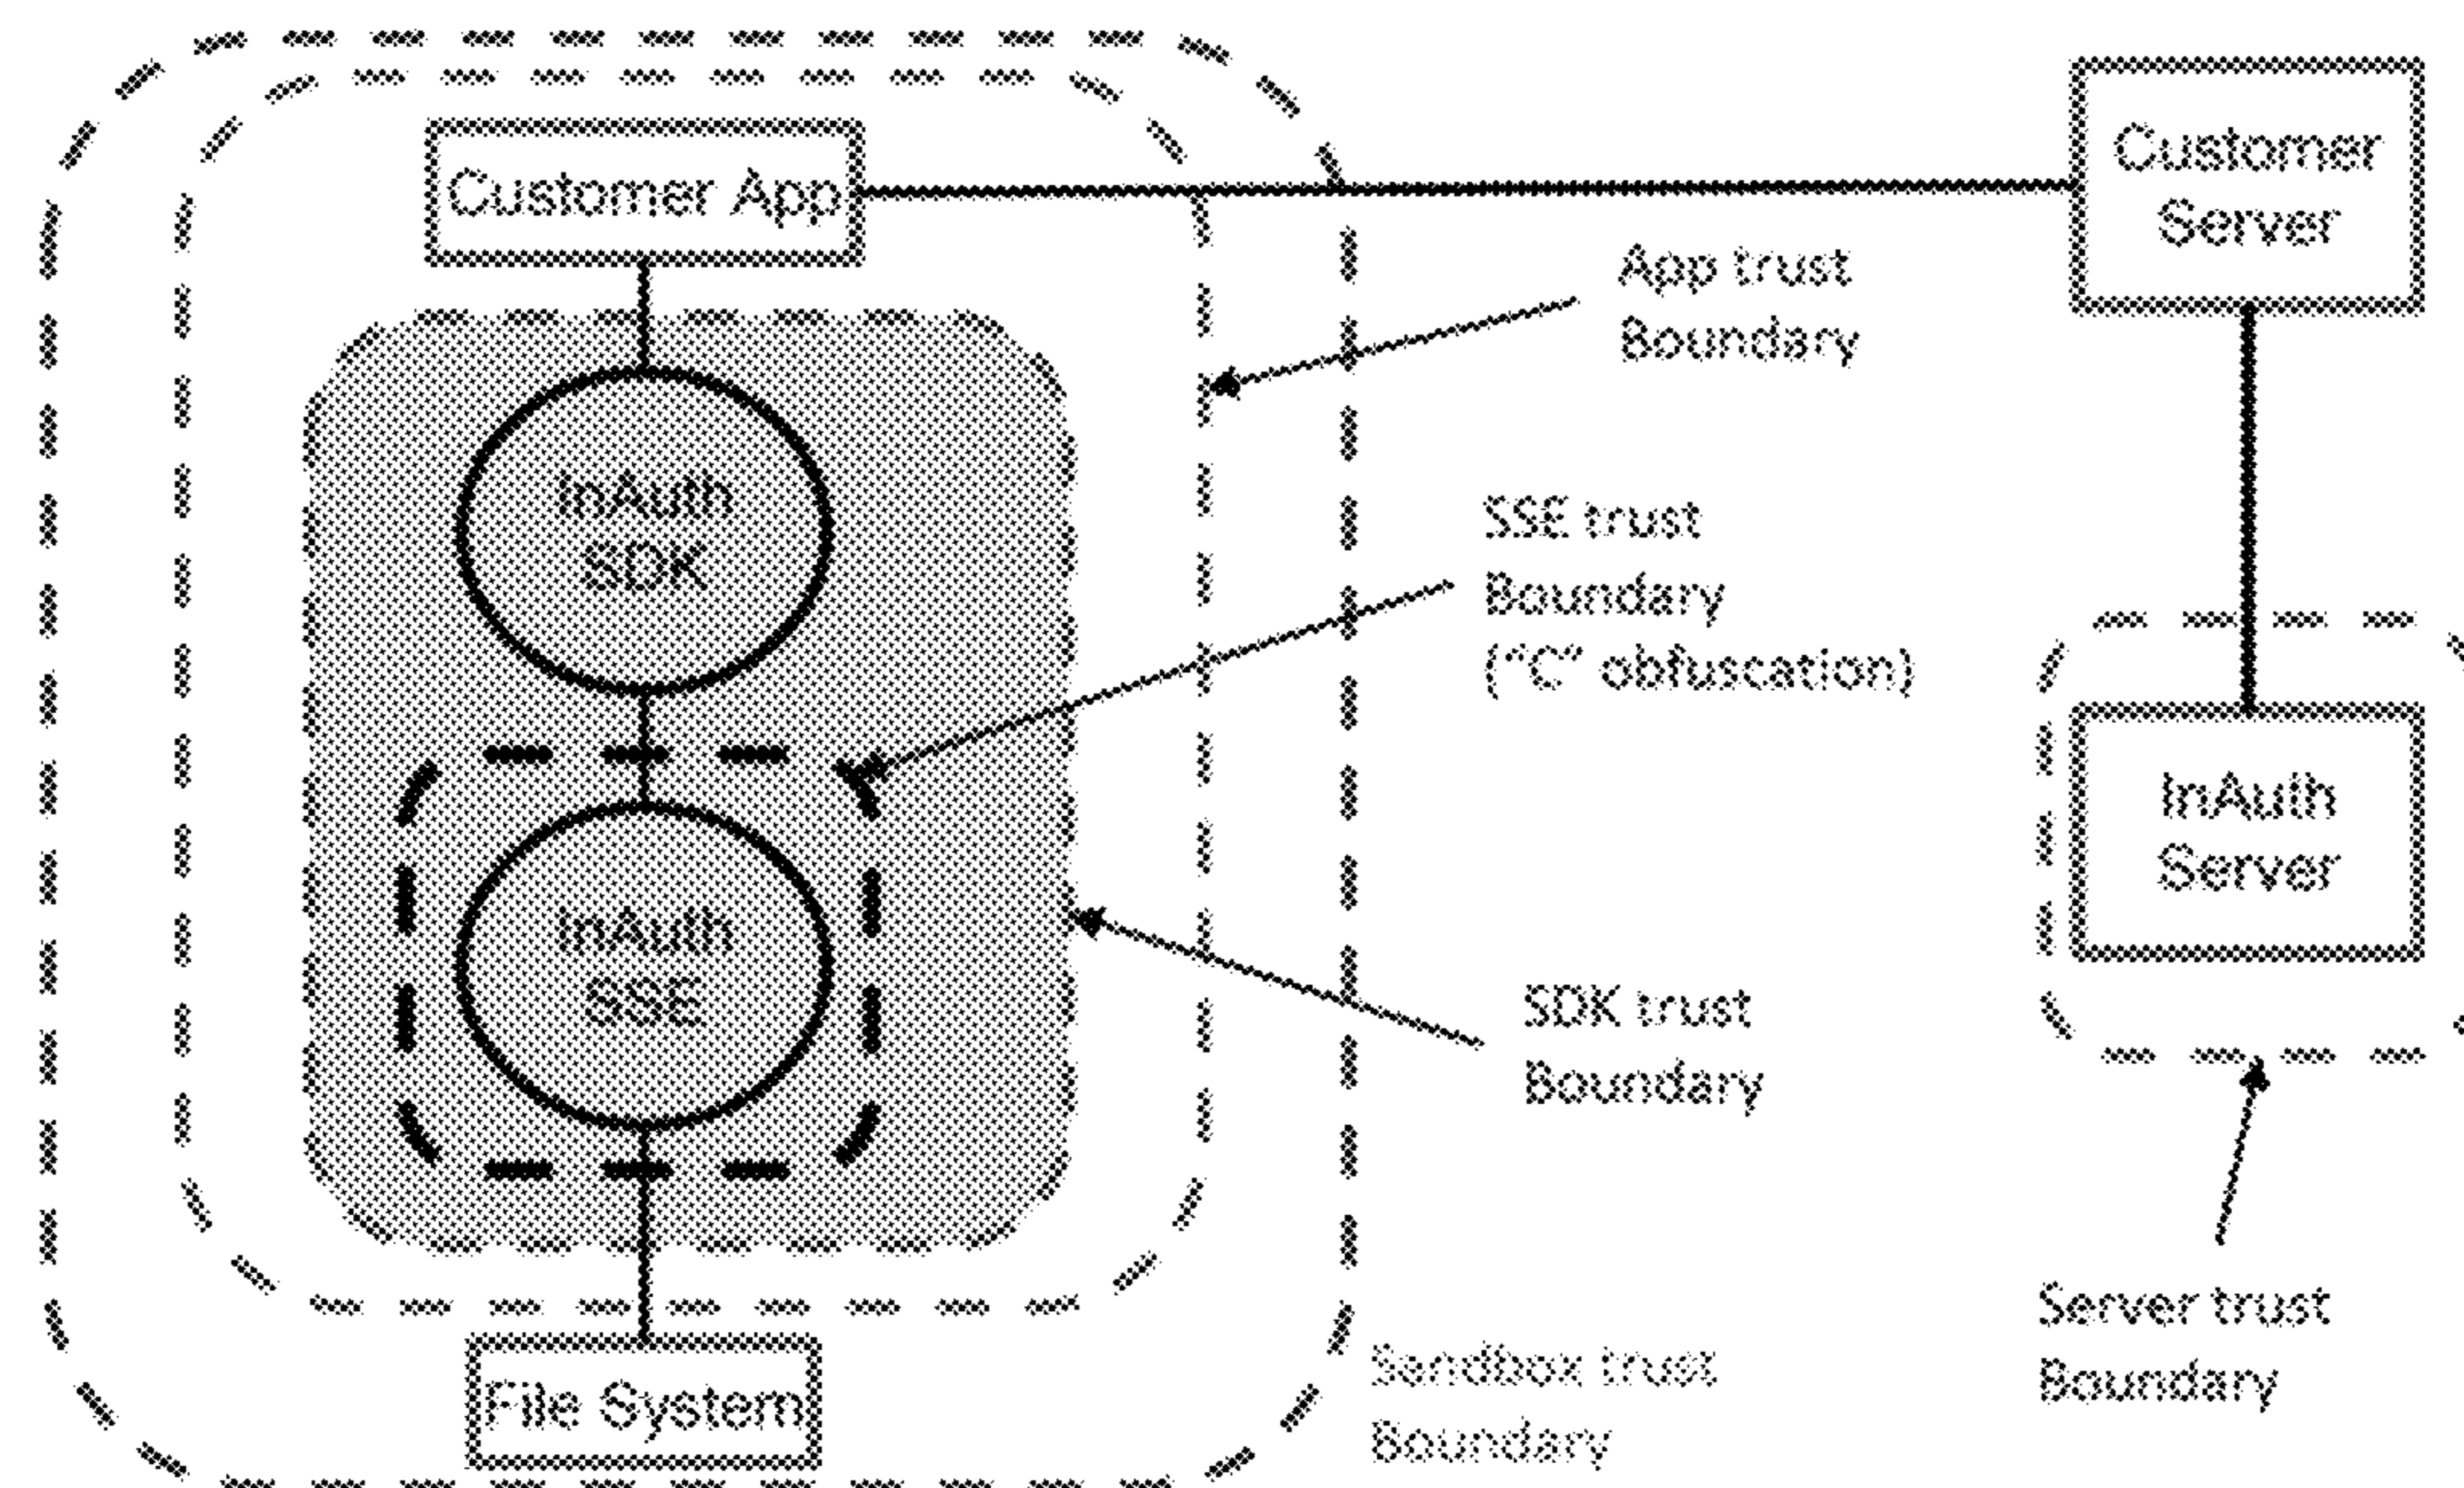 Customer App
Customer
Server
App trust
Boundary
InAuth
SDK
SSE trust
Boundary
("C" obfuscation)
InAuth
Server
InAuth
SSE
SDK trust
Boundary
Server trust
Boundary
Sandbox trust
Boundary
File System